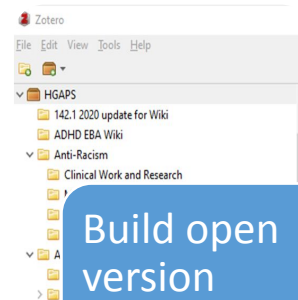 Zotero
File Edit View Tools Help
HGAPS
142.1 2020 update for Wiki
ADHD EBA Wiki
Anti-Racism
Clinical Work and Research
A
Build open
version